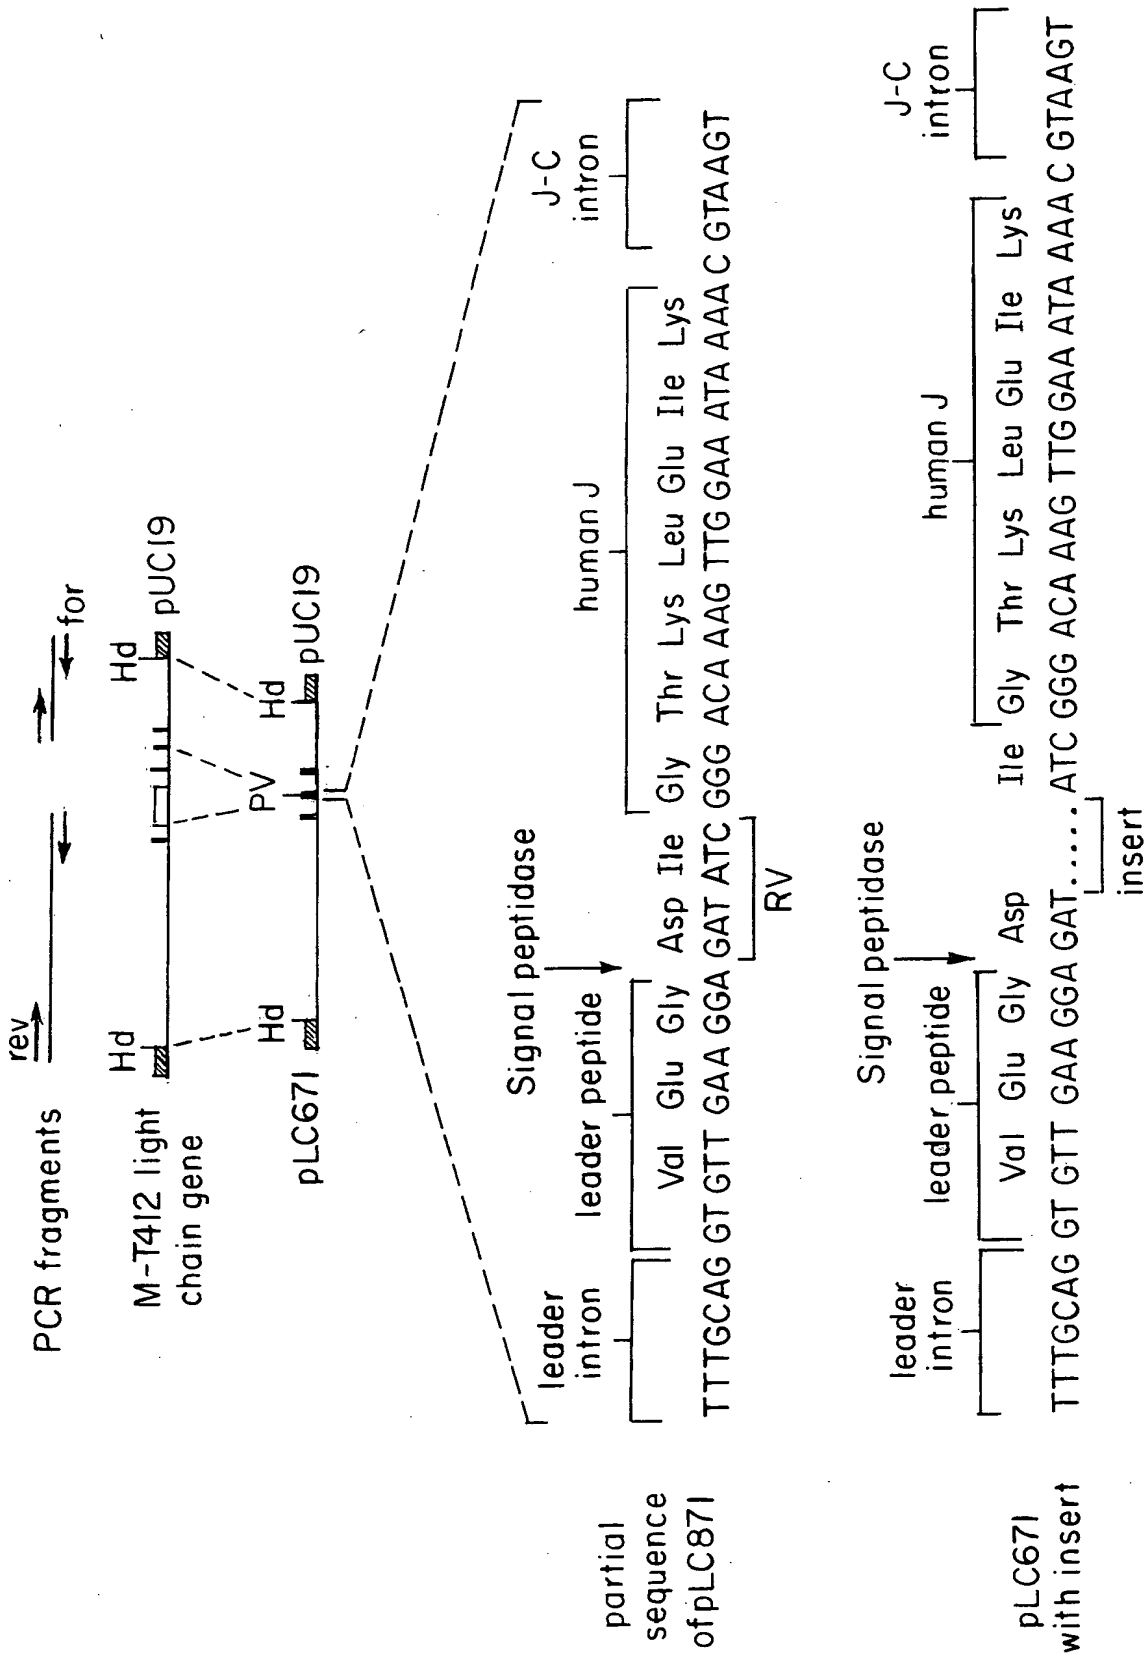 PCR fragments
rev
for
M-T412 light
chain gene
Hd
Hd
pUC19
pLC671
Hd
PV
Hd
pUC19
partial
sequence
of pLC871
leader
intron
leader peptide
Signal peptidase
human J
J-C
intron
Val Glu Gly Asp Ile Gly Thr Lys Leu Glu Ile Lys
TTTGCAG GT GTT GAA GGA GAT ATC GGG ACA AAG TTG GAA ATA AAA C GTAAGT
RV
pLC671
with insert
leader
intron
leader peptide
Signal peptidase
human J
J-C
intron
Val Glu Gly Asp Ile Gly Thr Lys Leu Glu Ile Lys
TTTGCAG GT GTT GAA GGA GAT...... ATC GGG ACA AAG TTG GAA ATA AAA C GTAAGT
insert